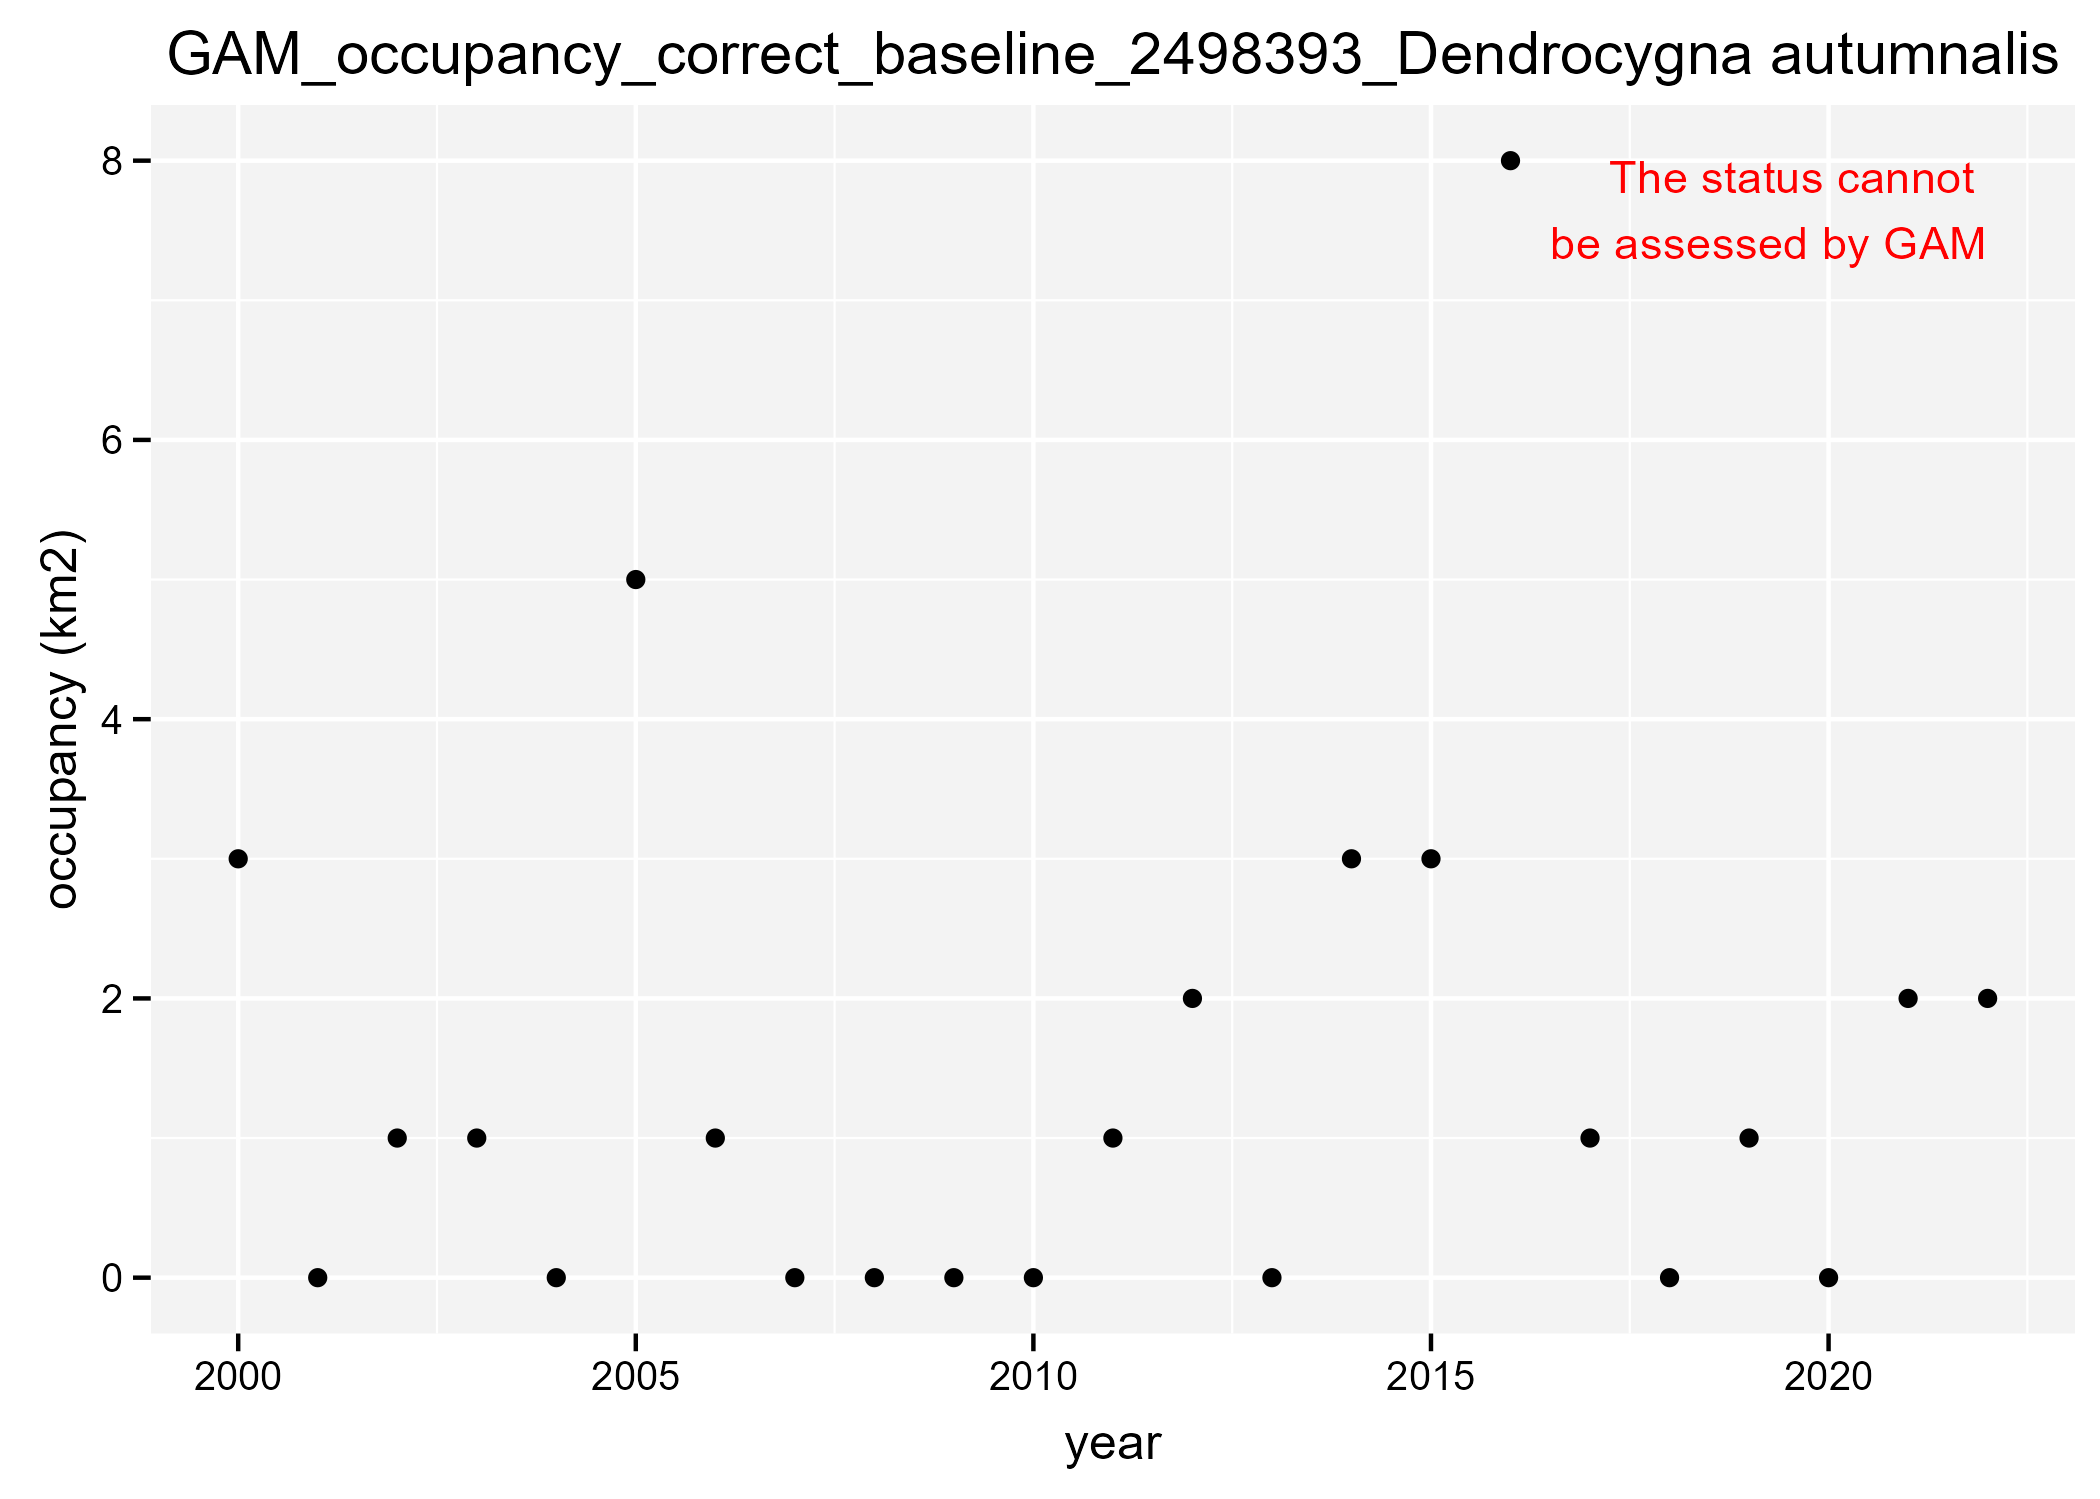 GAM_occupancy_correct_baseline_2498393_Dendrocygna autumnalis
The status cannot
be assessed by GAM
occupancy (km2)
8
6
4
2
0
2000 2005 2010 2015 2020
year